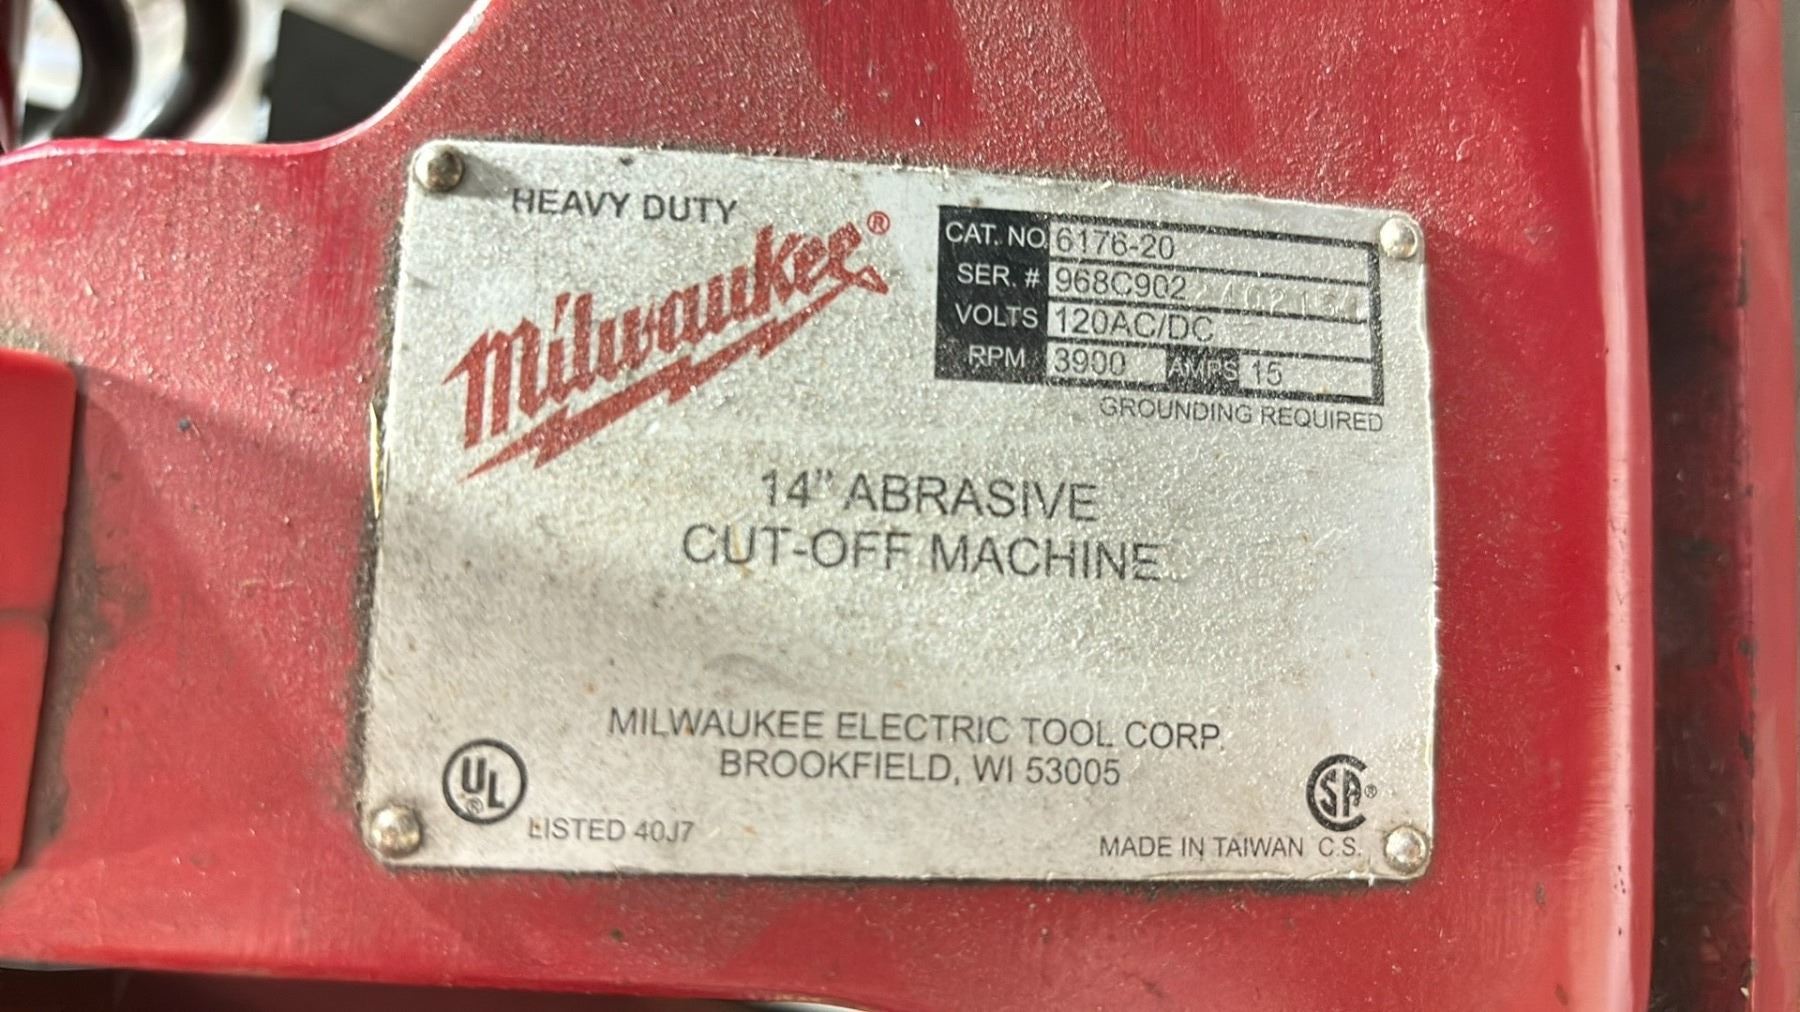 HEAVY DUTY
Milwaukee®
CAT. NO. 6176-20
SER. # 968C902
VOLTS 120AC/DC
RPM 3900 AMPS 15
GROUNDING REQUIRED
14" ABRASIVE
CUT-OFF MACHINE
MILWAUKEE ELECTRIC TOOL CORP.
BROOKFIELD, WI 53005
UL®
LISTED 40J7
SA®
MADE IN TAIWAN C.S.